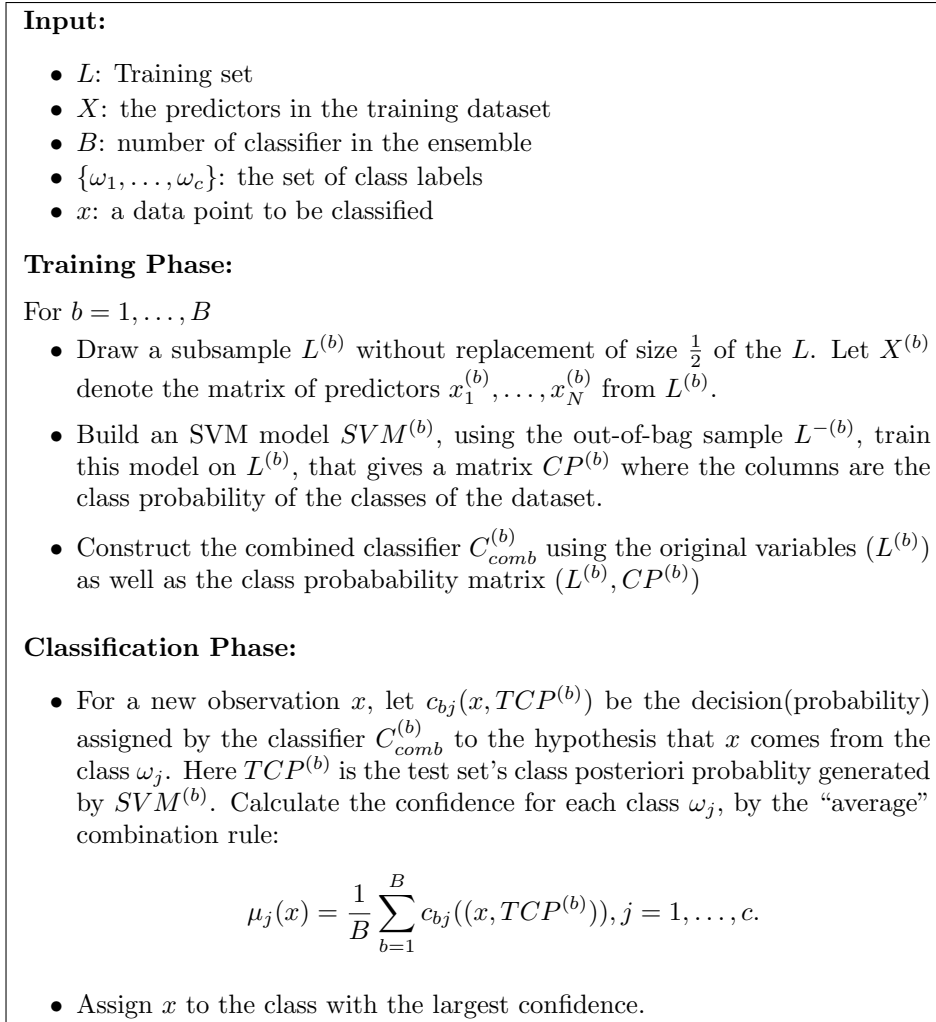 Input:
• L: Training set
• X: the predictors in the training dataset
• B: number of classifier in the ensemble
• {ω₁, . . . , ω_c}: the set of class labels
• x: a data point to be classified
Training Phase:
For b = 1, . . . , B
• Draw a subsample L^(b) without replacement of size 1/2 of the L. Let X^(b)
denote the matrix of predictors x_1^(b), . . . , x_N^(b) from L^(b).
• Build an SVM model SVM^(b), using the out-of-bag sample L^−(b), train
this model on L^(b), that gives a matrix CP^(b) where the columns are the
class probability of the classes of the dataset.
• Construct the combined classifier C_comb^(b) using the original variables (L^(b))
as well as the class probabability matrix (L^(b), CP^(b))
Classification Phase:
• For a new observation x, let c_bj(x, TCP^(b)) be the decision(probability)
assigned by the classifier C_comb^(b) to the hypothesis that x comes from the
class ω_j. Here TCP^(b) is the test set's class posteriori probablity generated
by SVM^(b). Calculate the confidence for each class ω_j, by the “average”
combination rule:
μ_j(x) = 1/B ∑_{b=1}^{B} c_bj((x, TCP^(b))), j = 1, . . . , c.
• Assign x to the class with the largest confidence.